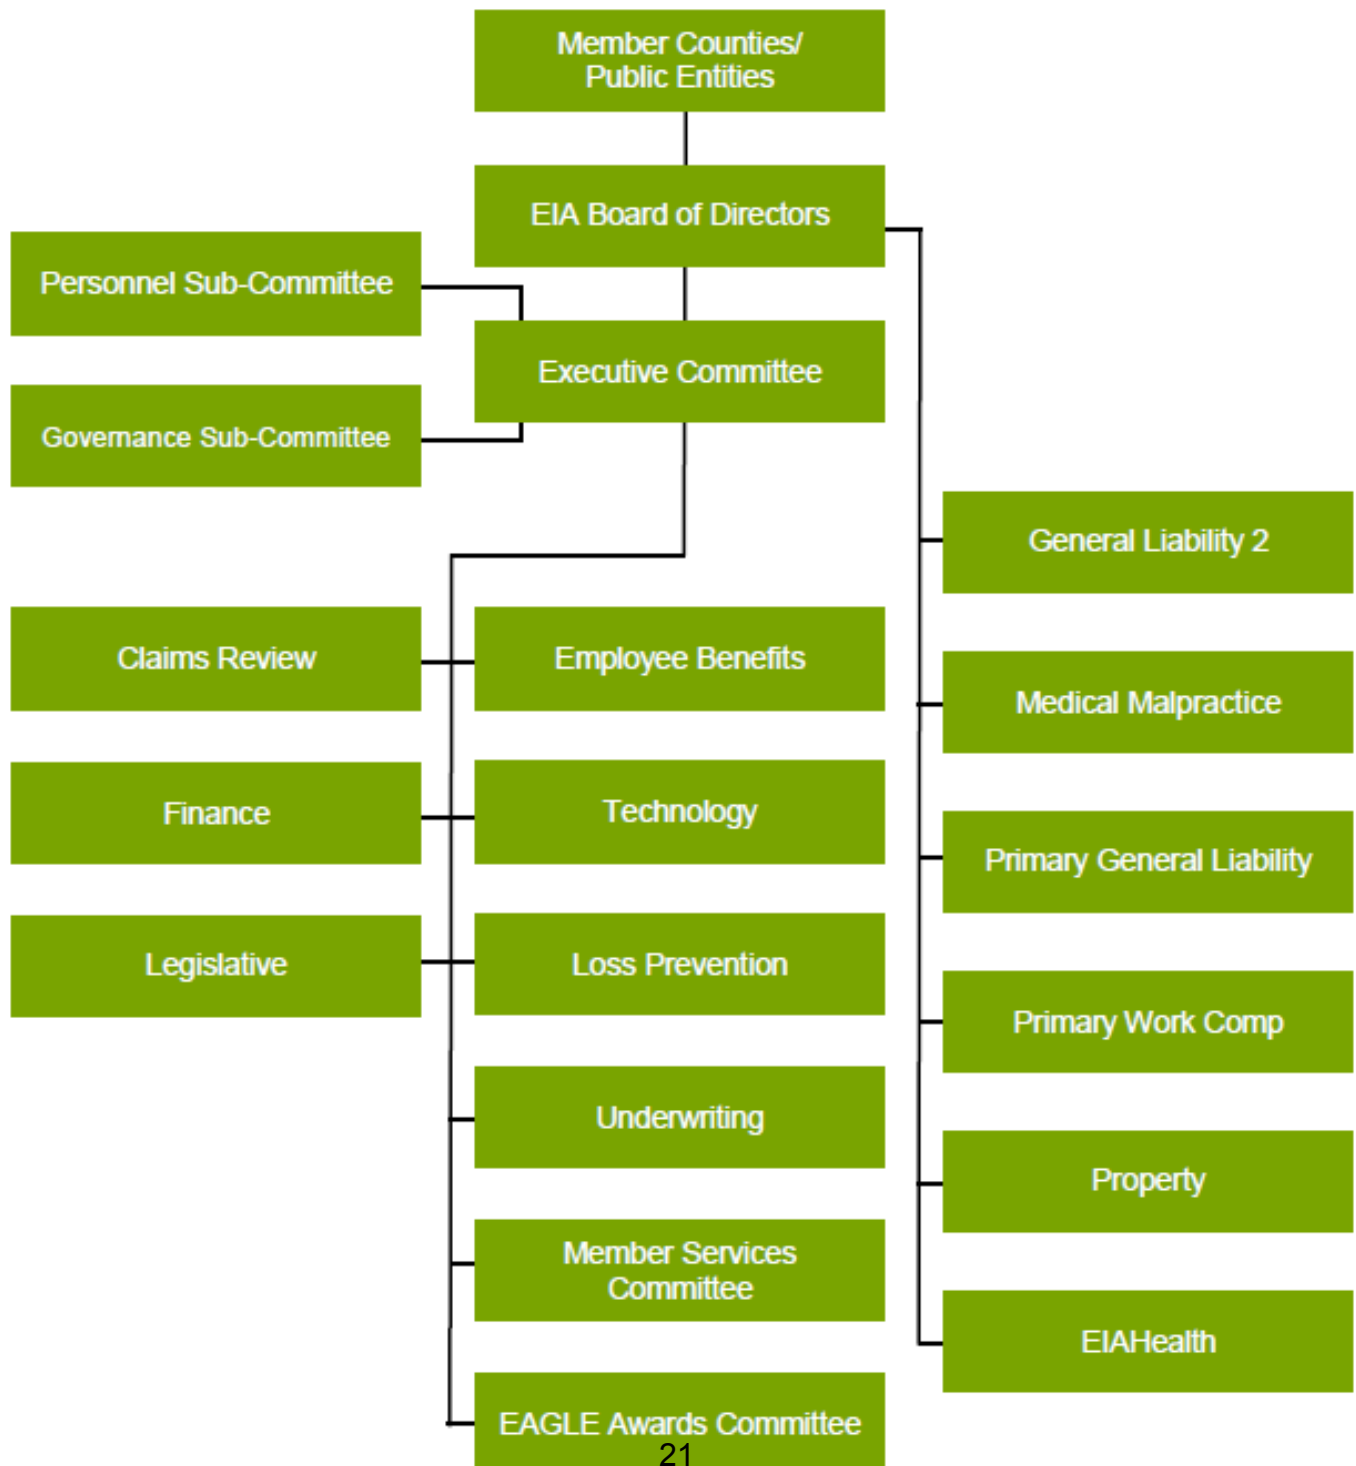 Member Counties/
Public Entities
EIA Board of Directors
Personnel Sub-Committee
Executive Committee
Governance Sub-Committee
General Liability 2
Claims Review
Employee Benefits
Medical Malpractice
Finance
Technology
Primary General Liability
Legislative
Loss Prevention
Primary Work Comp
Underwriting
Property
Member Services
Committee
EIAHealth
EAGLE Awards Committee
21